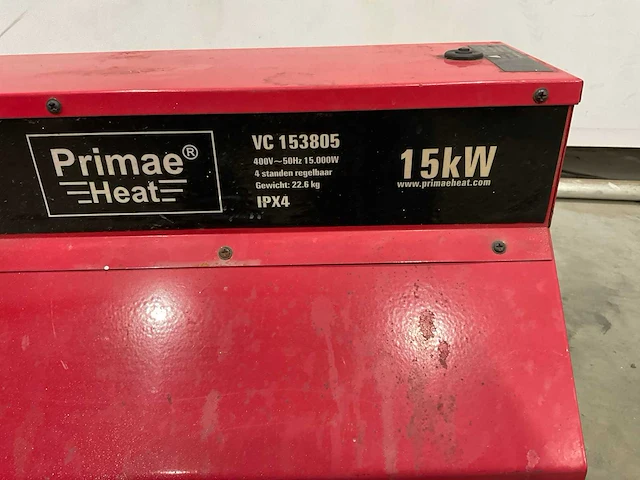 Primae®
Heat
VC 153805
400V~50Hz 15.000W
4 standen regelbaar
Gewicht: 22.6 kg
IPX4
15kW
www.primaeheat.com